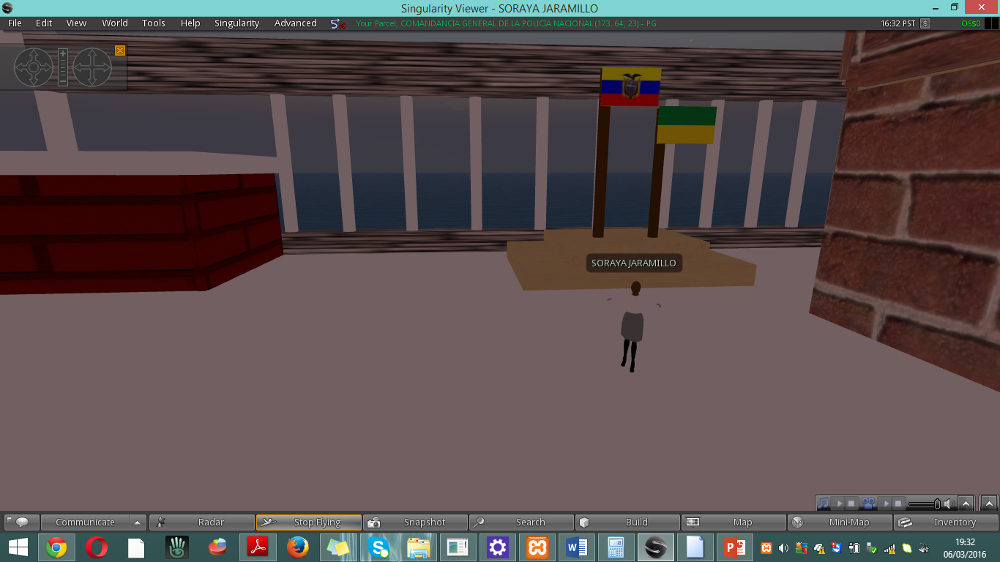 Singularity Viewer - SORAYA JARAMILLO
File Edit View World Tools Help Singularity Advanced Your Parcel, COMANDANCIA GENERAL DE LA POLICIA NACIONAL (173, 64, 23) - PG 16:32 PST $ OS$0
SORAYA JARAMILLO
Communicate Radar Stop Flying Snapshot Search Build Map Mini-Map Inventory
19:32
06/03/2016